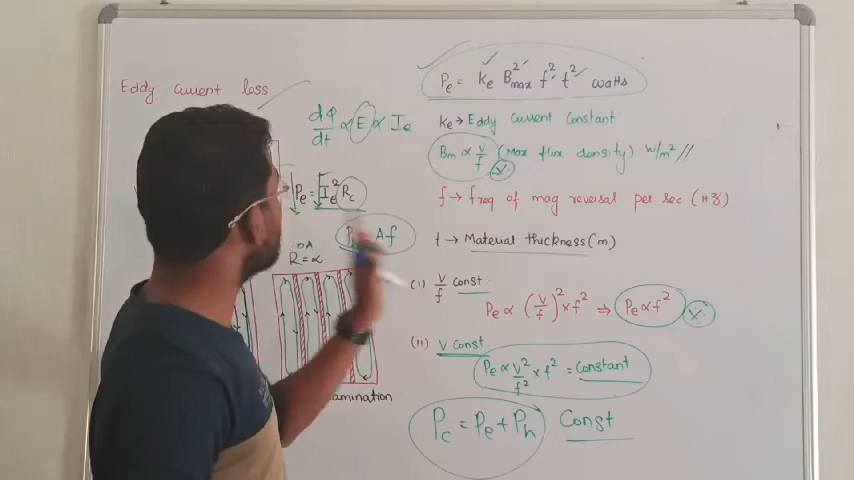 Eddy current loss
dΦ/dt ∝ E ∝ Ie
Pe = Ie² Rc
Af
OA
R = ∝
lamination
Pe = Ke B²max f² t² watts
Ke → Eddy current Constant
Bm ∝ V/f (Max flux density) W/m² //
f → freq of mag reversal per sec (Hz)
t → Material thickness (m)
(i) V/f Const
Pe ∝ (V/f)² × f² ⇒ Pe ∝ f²
(ii) V Const
Pe ∝ V²/f² × f² = Constant
Pc = Pe + Ph Const